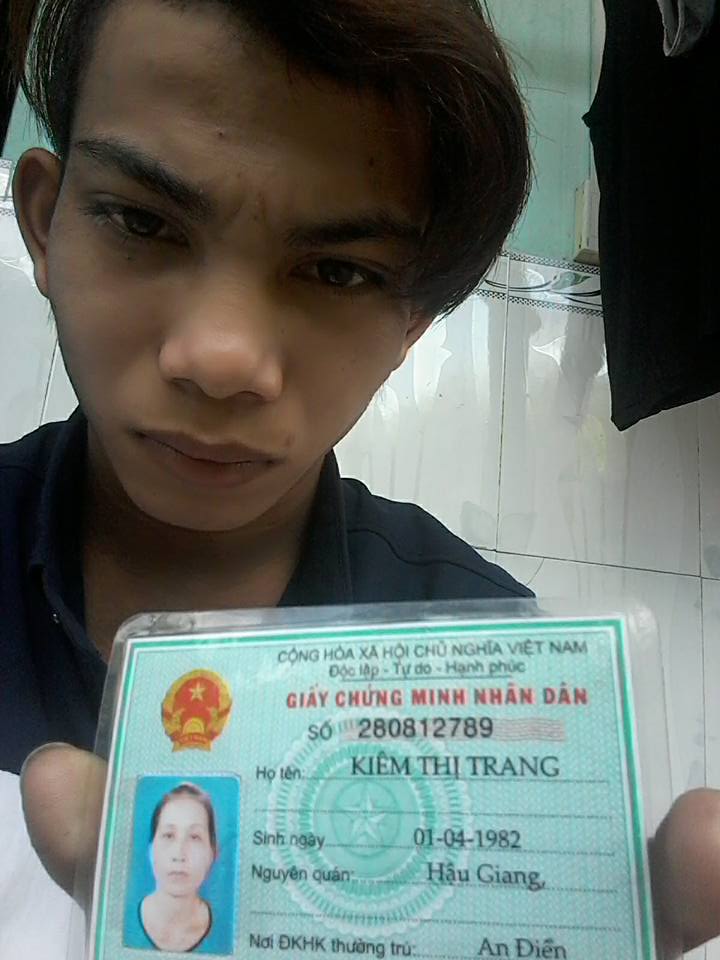 CỘNG HÒA XÃ HỘI CHỦ NGHĨA VIỆT NAM
Độc lập - Tự do - Hạnh phúc
GIẤY CHỨNG MINH NHÂN DÂN
SỐ 280812789
Họ tên: KIÊM THỊ TRANG
Sinh ngày 01-04-1982
Nguyên quán: Hậu Giang,
Nơi ĐKHK thường trú: An Điền